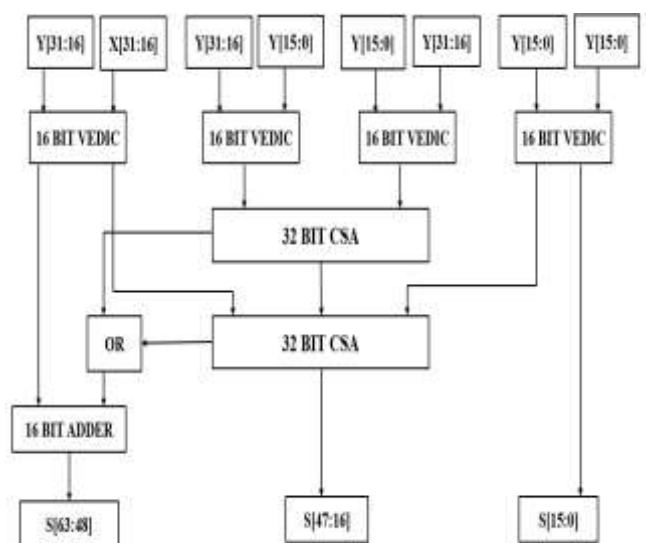 Y[31:16] X[31:16] Y[31:16] Y[15:0] Y[15:0] Y[31:16] Y[15:0] Y[15:0]
16 BIT VEDIC 16 BIT VEDIC 16 BIT VEDIC 16 BIT VEDIC
32 BIT CSA
OR 32 BIT CSA
16 BIT ADDER
S[63:48] S[47:16] S[15:0]